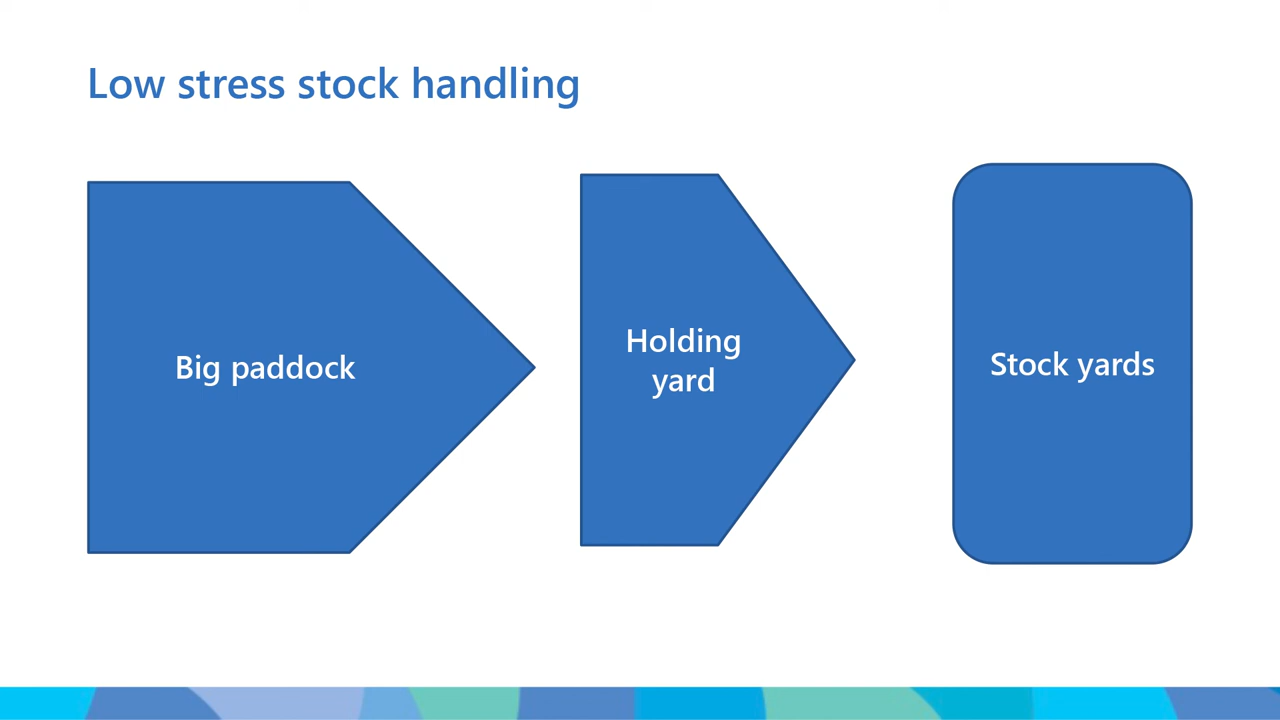 Low stress stock handling
Big paddock
Holding
yard
Stock yards